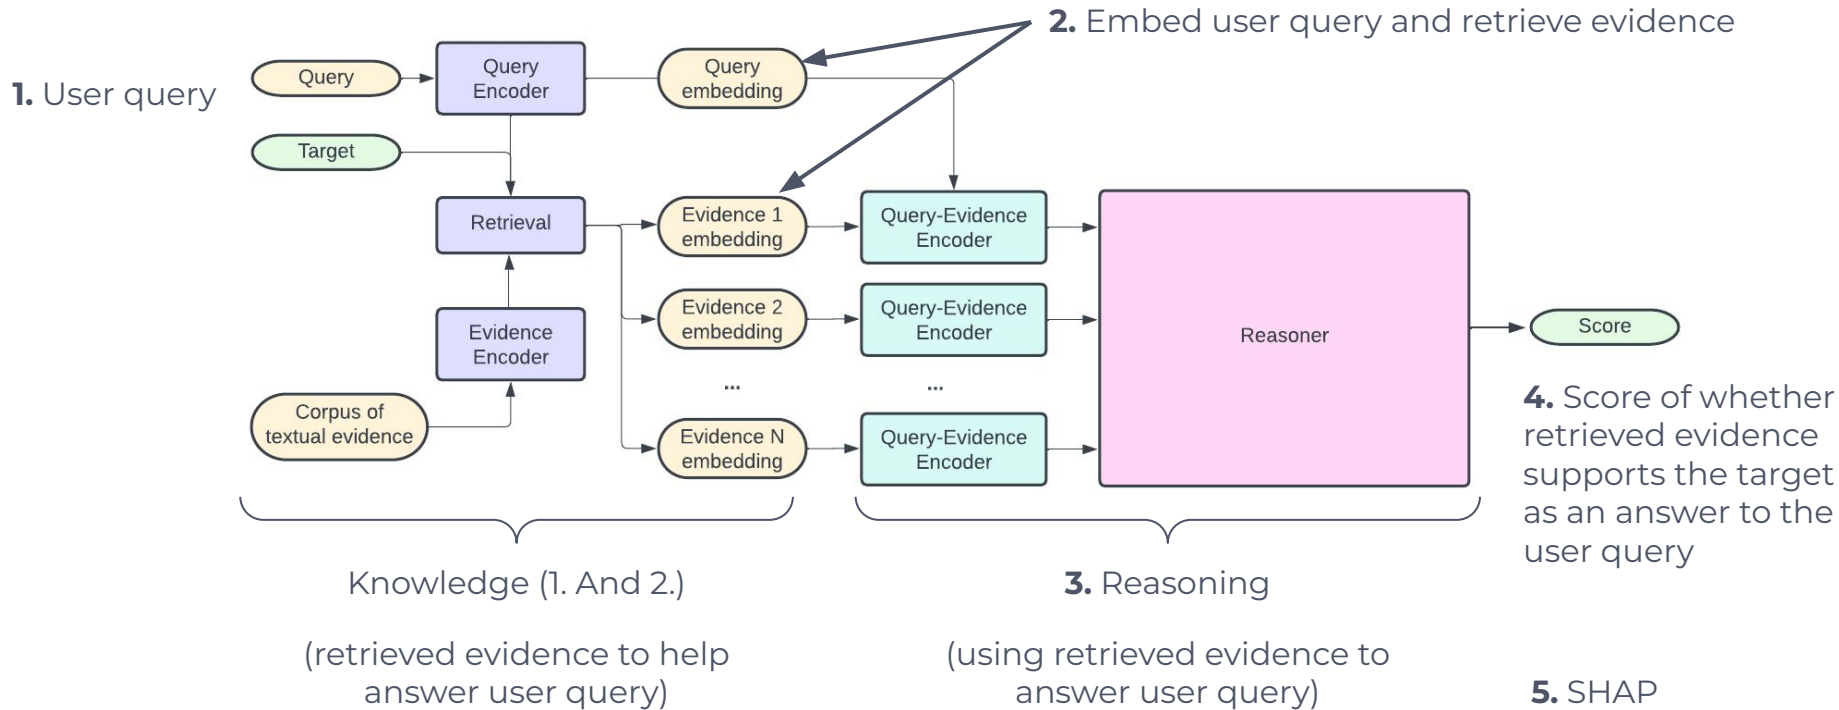 2. Embed user query and retrieve evidence
1. User query
Query
Query
Encoder
Query
embedding
Target
Retrieval
Evidence 1
embedding
Query-Evidence
Encoder
Evidence
Encoder
Evidence 2
embedding
Query-Evidence
Encoder
Reasoner
Score
...
...
Corpus of
textual evidence
Evidence N
embedding
Query-Evidence
Encoder
4. Score of whether
retrieved evidence
supports the target
as an answer to the
user query
Knowledge (1. And 2.)
(retrieved evidence to help
answer user query)
3. Reasoning
(using retrieved evidence to
answer user query)
5. SHAP